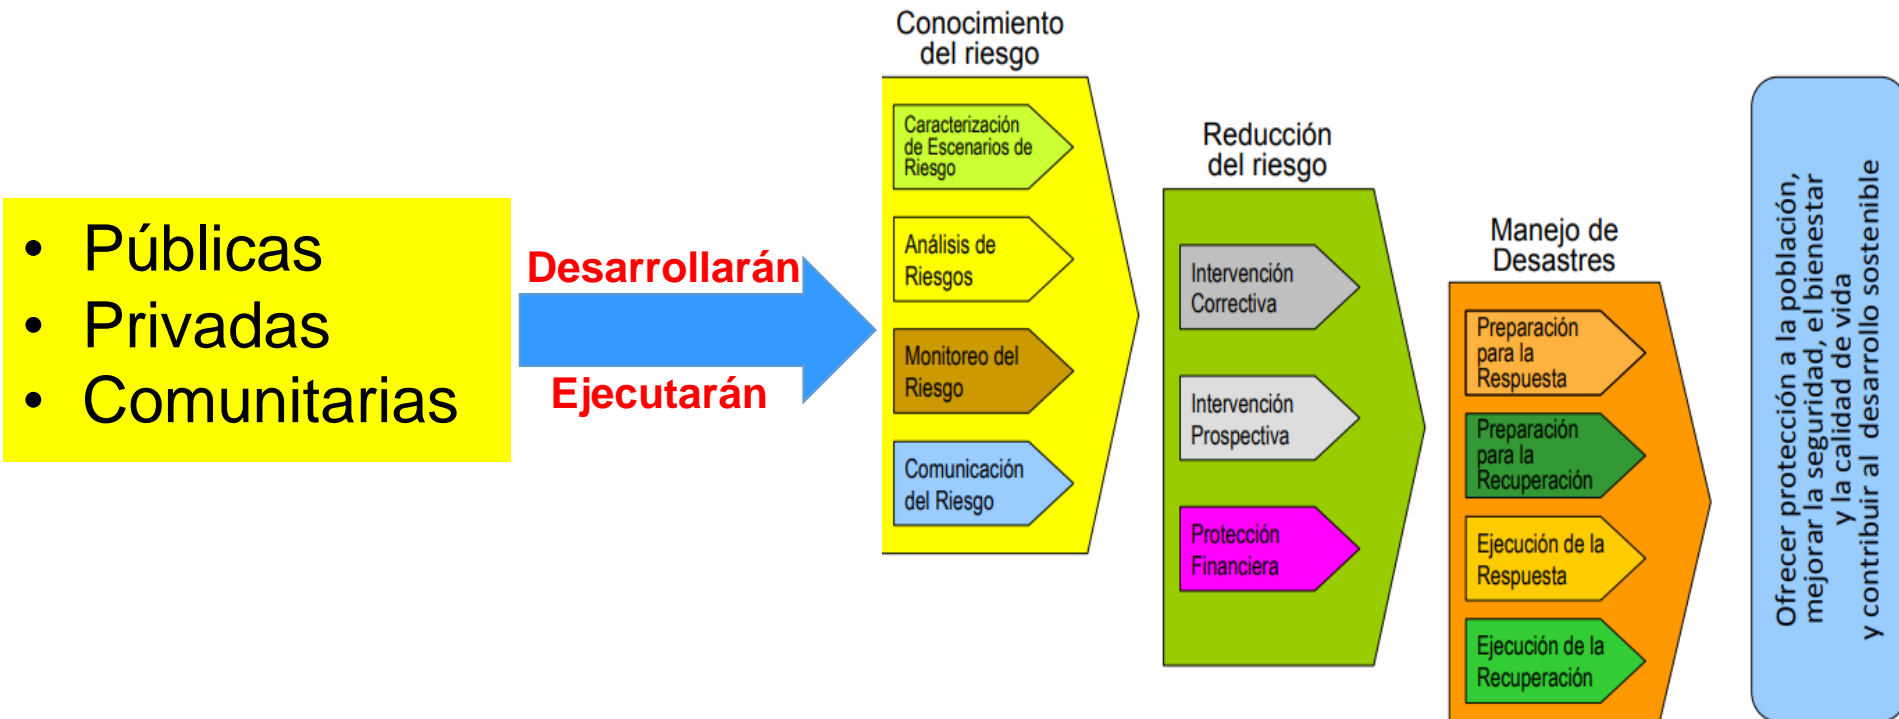 • Públicas
• Privadas
• Comunitarias
Desarrollarán
Ejecutarán
Conocimiento
del riesgo
Caracterización
de Escenarios de
Riesgo
Análisis de
Riesgos
Monitoreo del
Riesgo
Comunicación
del Riesgo
Reducción
del riesgo
Intervención
Correctiva
Intervención
Prospectiva
Protección
Financiera
Manejo de
Desastres
Preparación
para la
Respuesta
Preparación
para la
Recuperación
Ejecución de la
Respuesta
Ejecución de la
Recuperación
Ofrecer protección a la población,
mejorar la seguridad, el bienestar
y la calidad de vida
y contribuir al desarrollo sostenible